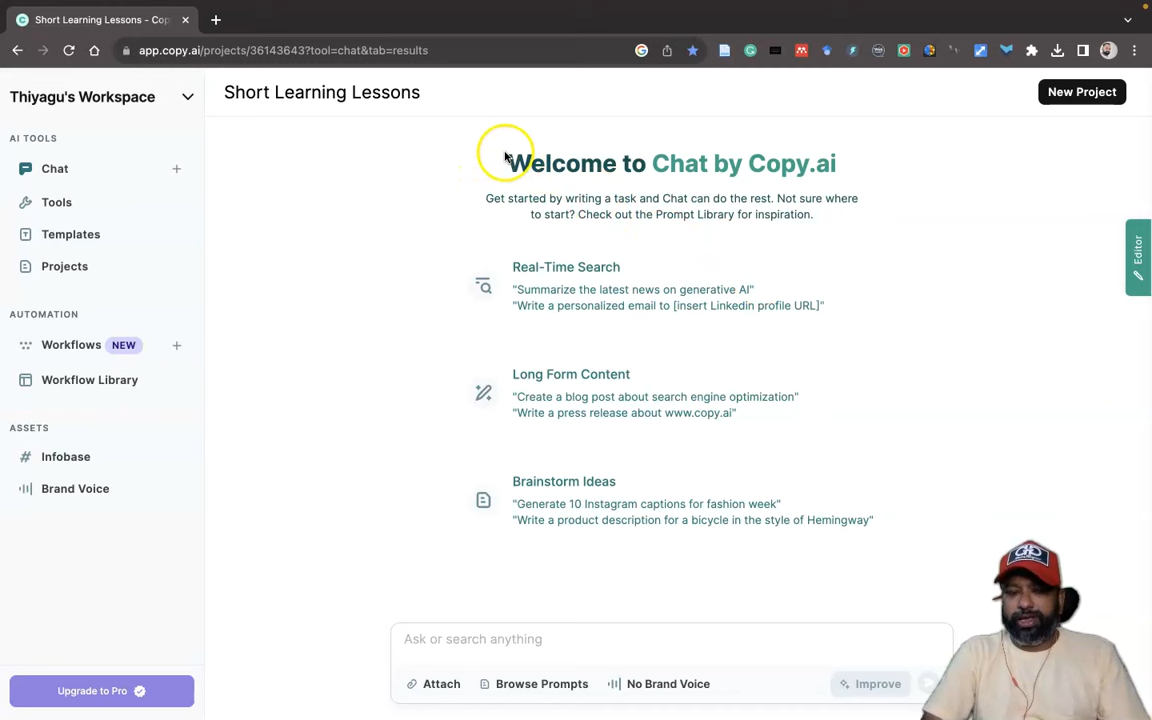 Short Learning Lessons - Cop
app.copy.ai/projects/36143643?tool=chat&tab=results
Thiyagu's Workspace
Short Learning Lessons
New Project
AI TOOLS
Chat
Tools
Templates
Projects
AUTOMATION
Workflows NEW
Workflow Library
ASSETS
Infobase
Brand Voice
Upgrade to Pro
Welcome to Chat by Copy.ai
Get started by writing a task and Chat can do the rest. Not sure where
to start? Check out the Prompt Library for inspiration.
Real-Time Search
"Summarize the latest news on generative AI"
"Write a personalized email to [insert Linkedin profile URL]"
Long Form Content
"Create a blog post about search engine optimization"
"Write a press release about www.copy.ai"
Brainstorm Ideas
"Generate 10 Instagram captions for fashion week"
"Write a product description for a bicycle in the style of Hemingway"
Editor
Ask or search anything
Attach
Browse Prompts
No Brand Voice
Improve